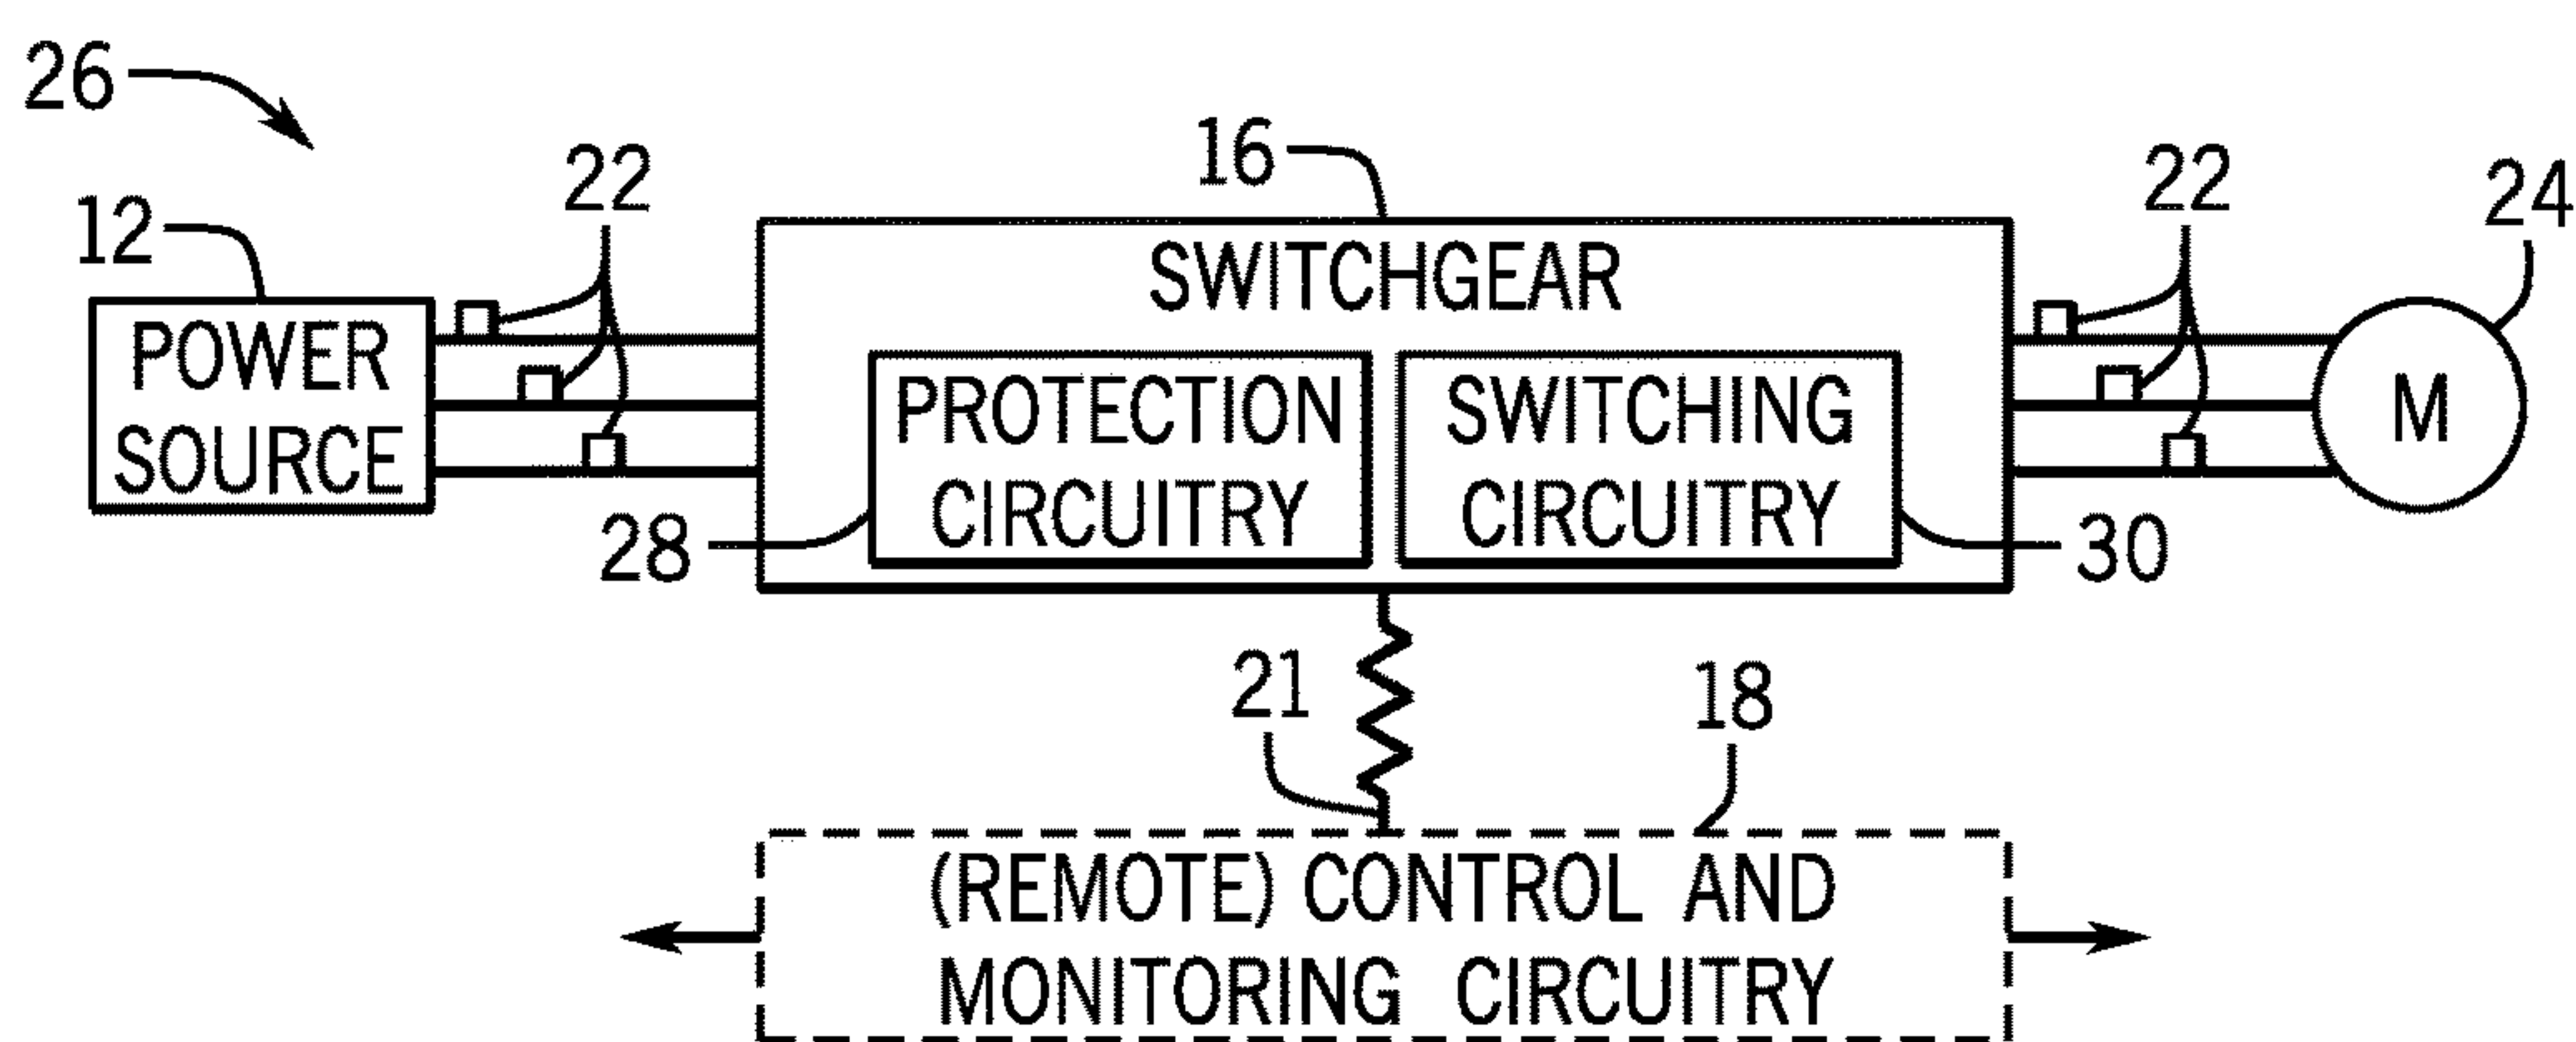 26
12
22
16
22
24
POWER
SOURCE
SWITCHGEAR
PROTECTION
CIRCUITRY
SWITCHING
CIRCUITRY
M
28
30
21
18
(REMOTE) CONTROL AND
MONITORING CIRCUITRY